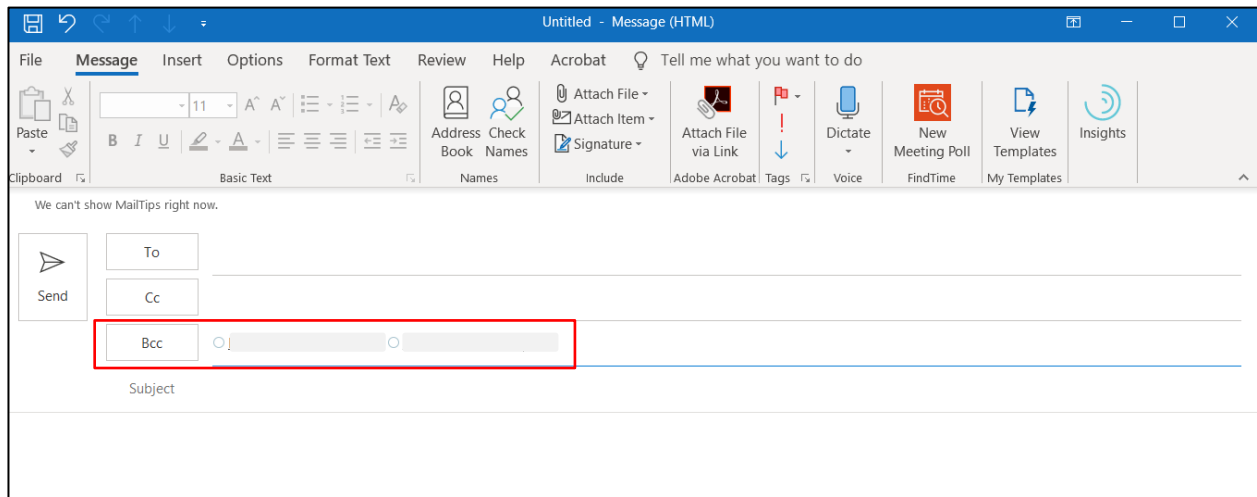 Untitled - Message (HTML)
File Message Insert Options Format Text Review Help Acrobat Tell me what you want to do
Paste
11
B I U A
Address Book
Check Names
Attach File
Attach Item
Signature
Attach File via Link
Dictate
New Meeting Poll
View Templates
Insights
Clipboard Basic Text Names Include Adobe Acrobat Tags Voice FindTime My Templates
We can't show MailTips right now.
Send
To
Cc
Bcc
Subject